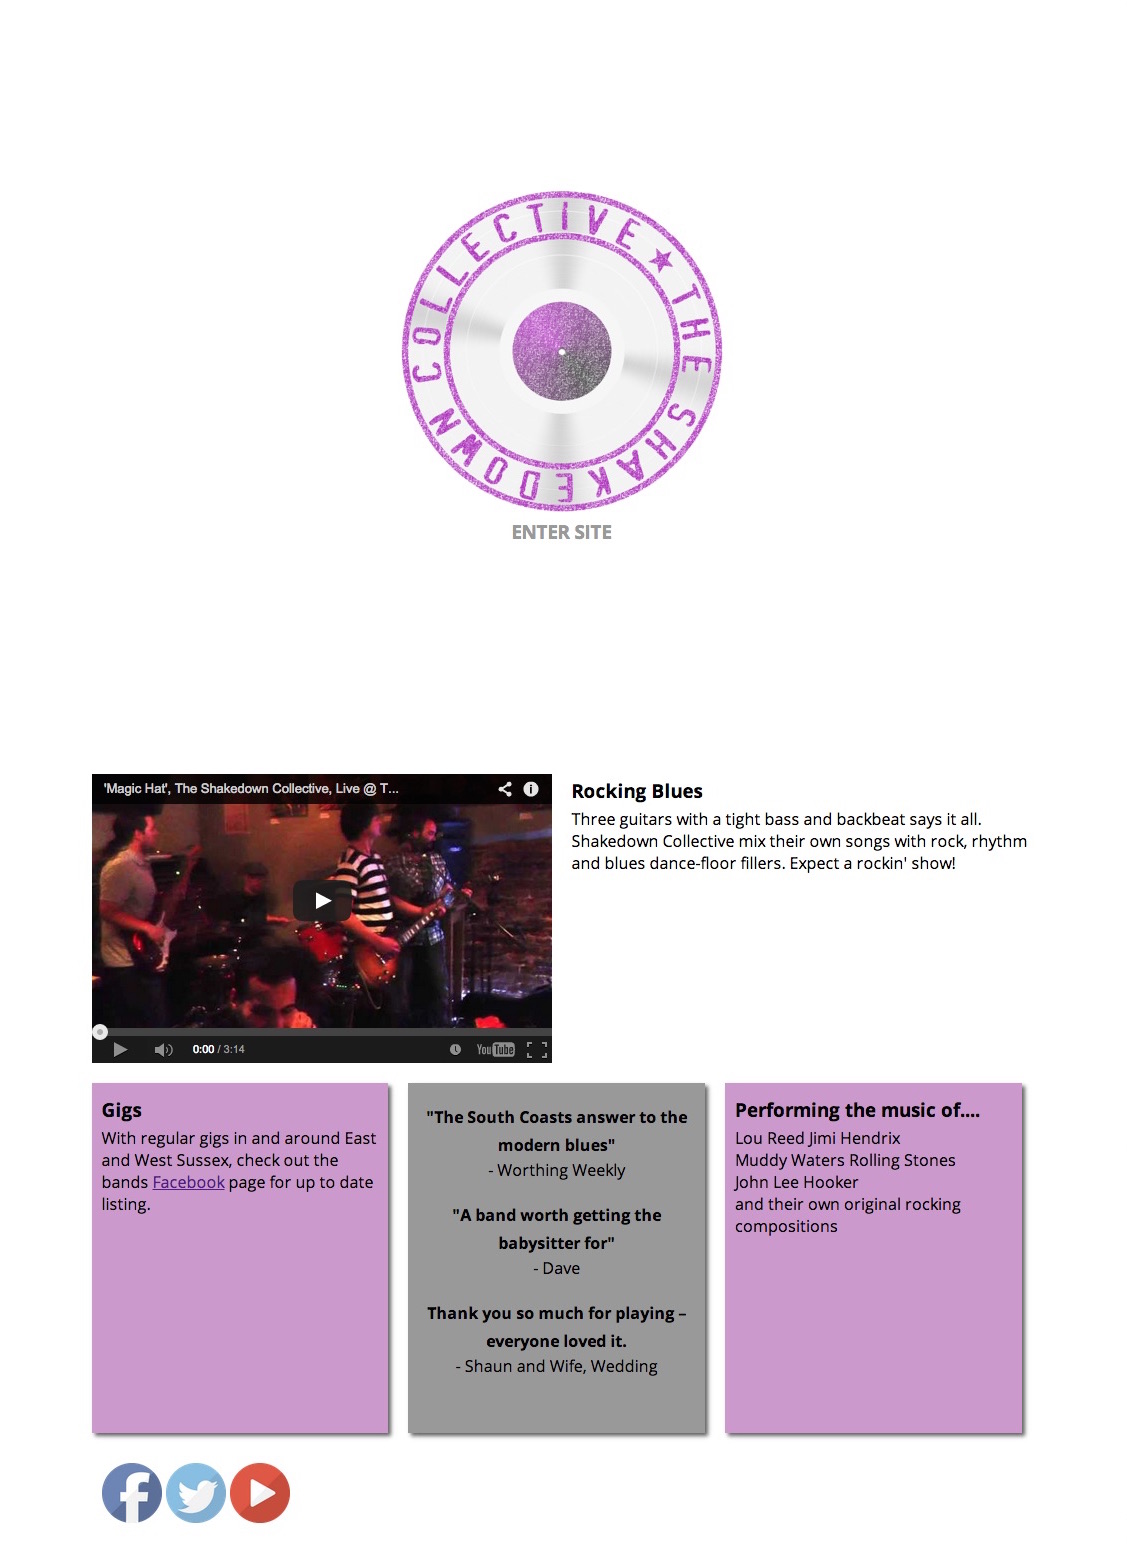 THE SHAKEDOWN COLLECTIVE
ENTER SITE
'Magic Hat', The Shakedown Collective, Live @ T...
0:00 / 3:14
YouTube
Rocking Blues
Three guitars with a tight bass and backbeat says it all.
Shakedown Collective mix their own songs with rock, rhythm
and blues dance-floor fillers. Expect a rockin' show!
Gigs
With regular gigs in and around East
and West Sussex, check out the
bands Facebook page for up to date
listing.
"The South Coasts answer to the
modern blues"
- Worthing Weekly
"A band worth getting the
babysitter for"
- Dave
Thank you so much for playing –
everyone loved it.
- Shaun and Wife, Wedding
Performing the music of....
Lou Reed Jimi Hendrix
Muddy Waters Rolling Stones
John Lee Hooker
and their own original rocking
compositions